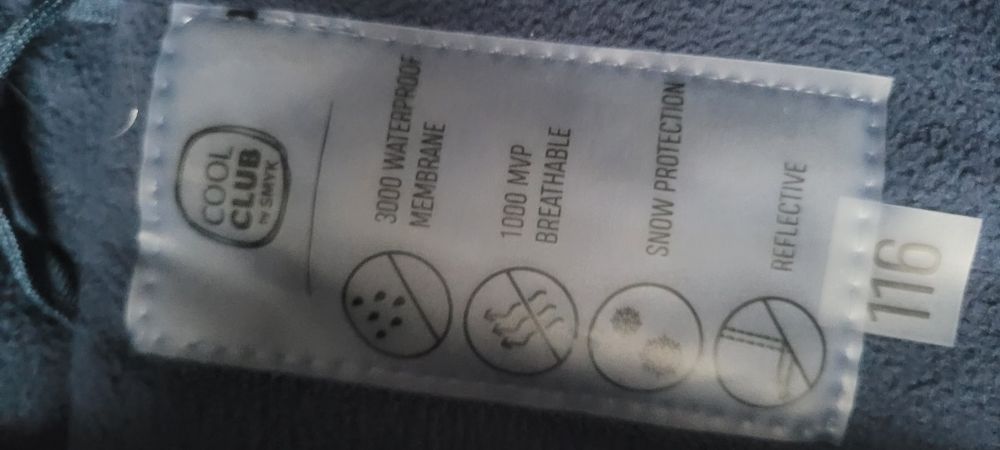 COOL
CLUB
BY SMYK
3000 WATERPROOF
MEMBRANE
1000 MVP
BREATHABLE
SNOW PROTECTION
REFLECTIVE
116